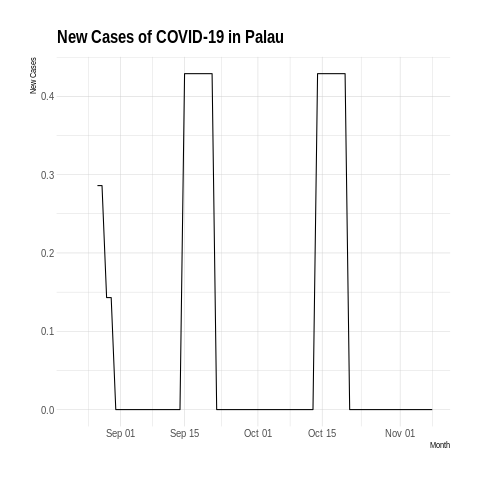 New Cases of COVID-19 in Palau
New Cases
0.4
0.3
0.2
0.1
0.0
Sep 01 Sep 15 Oct 01 Oct 15 Nov 01
Month